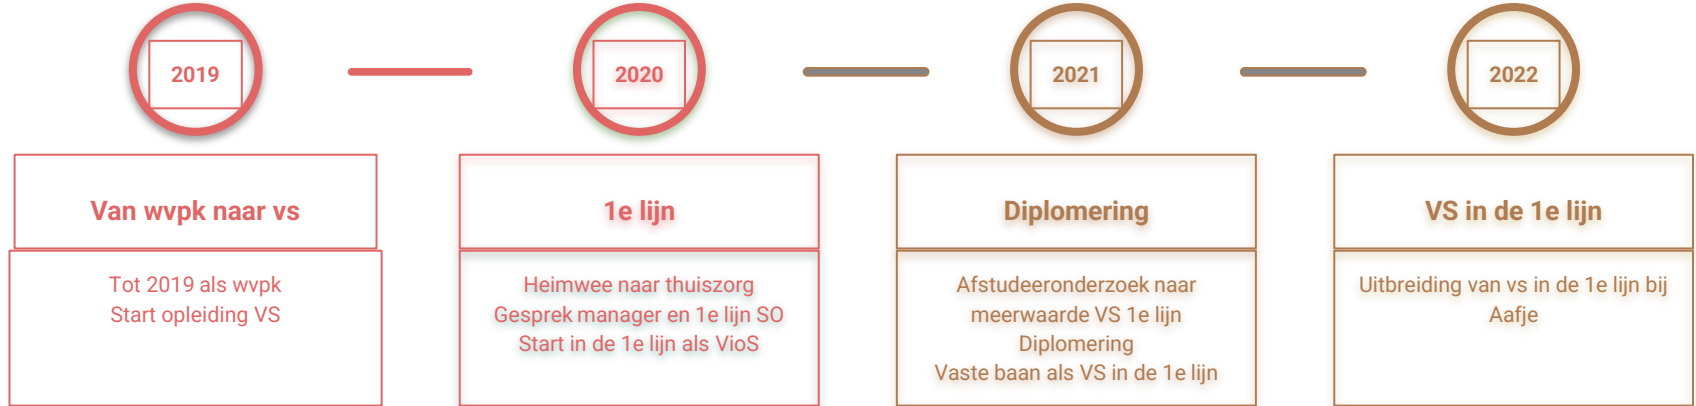 2019
2020
2021
2022
Van wvpk naar vs
1e lijn
Diplomering
VS in de 1e lijn
Tot 2019 als wvpk
Start opleiding VS
Heimwee naar thuiszorg
Gesprek manager en 1e lijn SO
Start in de 1e lijn als VioS
Afstudeeronderzoek naar
meerwaarde VS 1e lijn
Diplomering
Vaste baan als VS in de 1e lijn
Uitbreiding van vs in de 1e lijn bij
Aafje